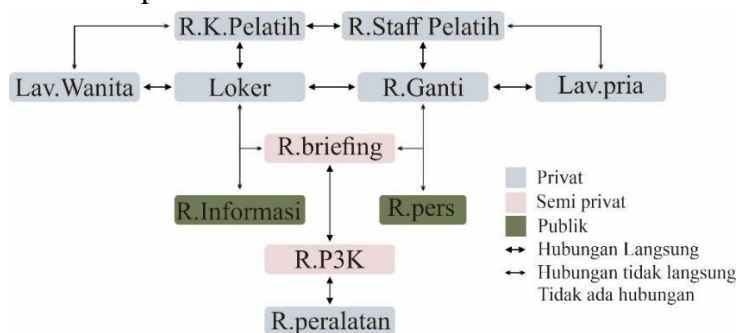 R.K.Pelatih
R.Staff Pelatih
Lav.Wanita
Loker
R.Ganti
Lav.pria
R.briefing
R.Informasi
R.pers
R.P3K
R.peralatan
Privat
Semi privat
Publik
Hubungan Langsung
Hubungan tidak langsung
Tidak ada hubungan